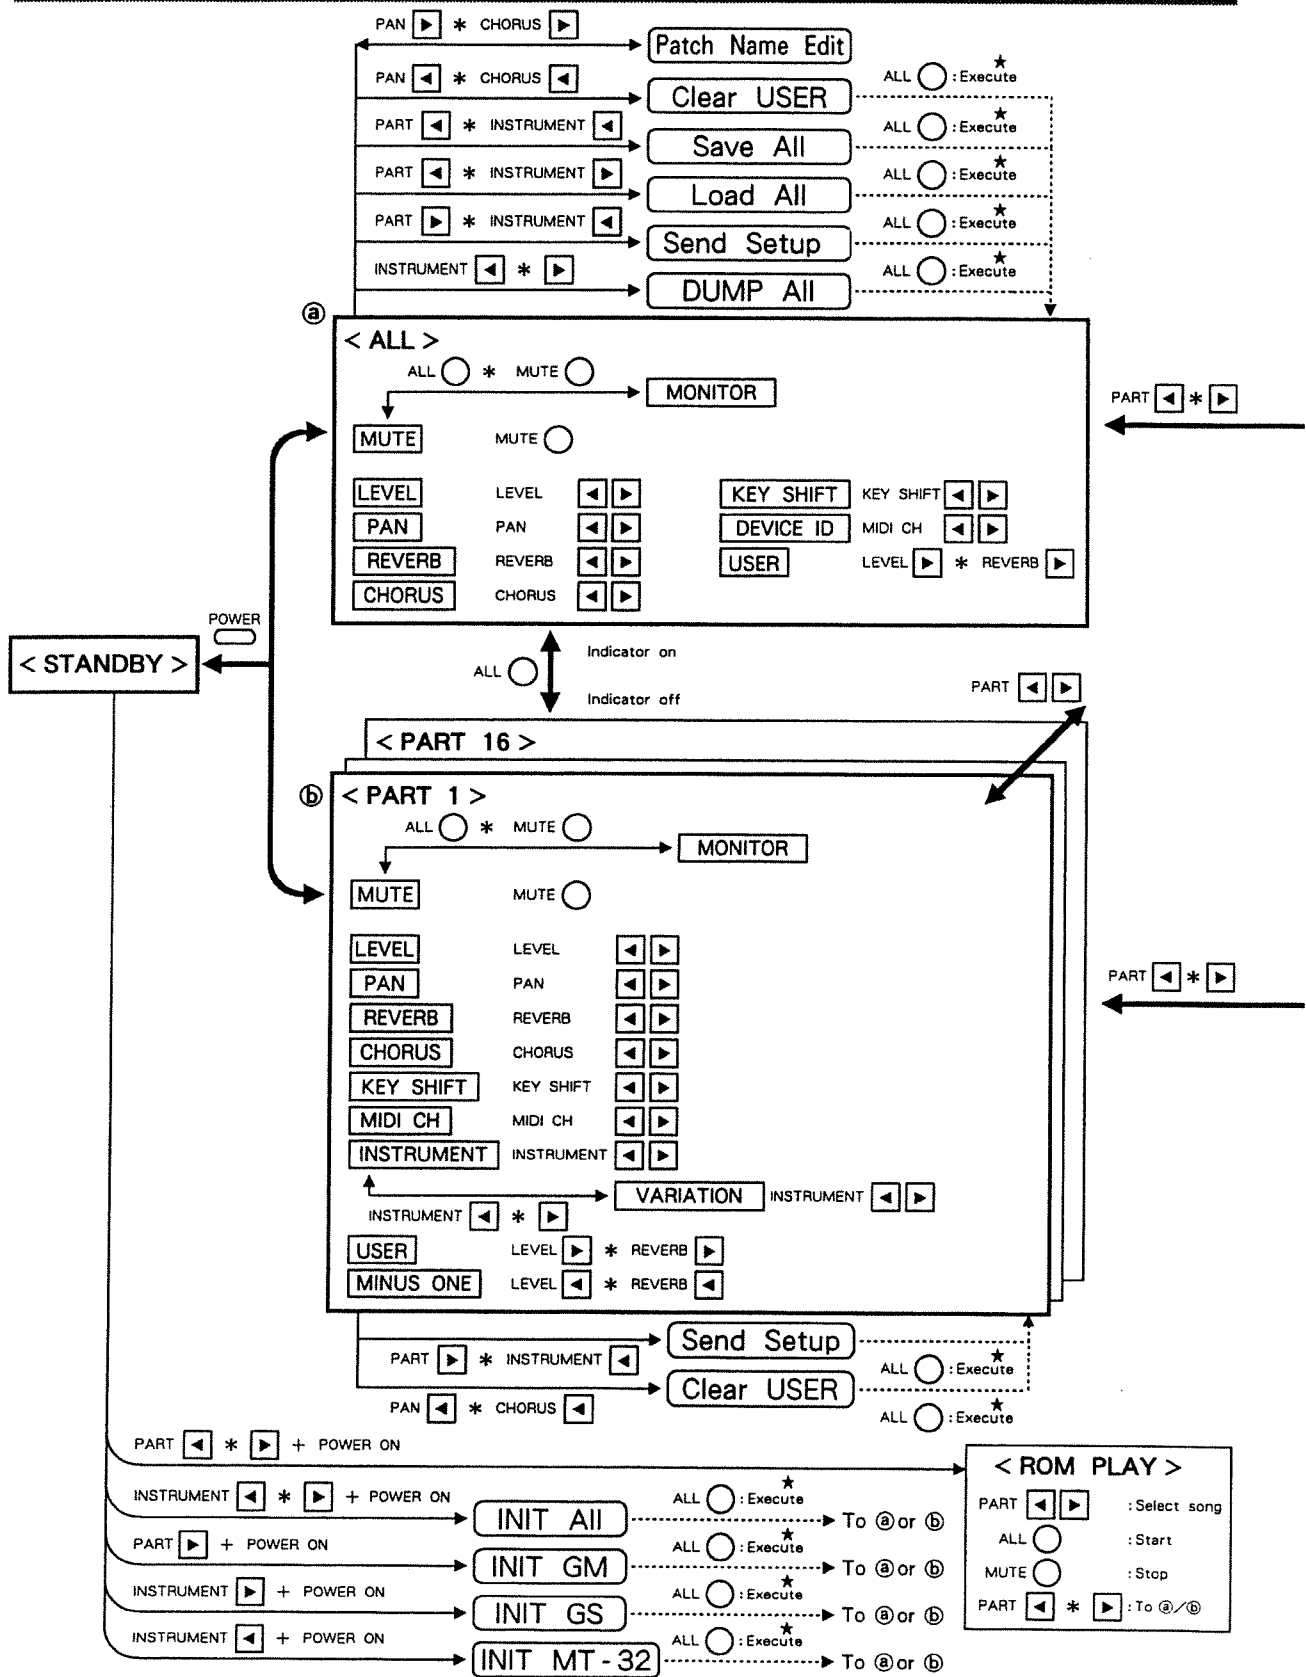 PAN ▶ * CHORUS ▶
Patch Name Edit
PAN ◀ * CHORUS ◀
Clear USER
ALL ◯ : Execute ★
PART ◀ * INSTRUMENT ◀
Save All
ALL ◯ : Execute ★
PART ◀ * INSTRUMENT ▶
Load All
ALL ◯ : Execute ★
PART ▶ * INSTRUMENT ◀
Send Setup
ALL ◯ : Execute ★
INSTRUMENT ◀ * ▶
DUMP All
ALL ◯ : Execute ★
ⓐ
< ALL >
ALL ◯ * MUTE ◯
MONITOR
MUTE MUTE ◯
LEVEL LEVEL ◀ ▶ KEY SHIFT KEY SHIFT ◀ ▶
PAN PAN ◀ ▶ DEVICE ID MIDI CH ◀ ▶
REVERB REVERB ◀ ▶ USER LEVEL ▶ * REVERB ▶
CHORUS CHORUS ◀ ▶
PART ◀ * ▶
POWER
< STANDBY >
ALL ◯
Indicator on
Indicator off
PART ◀ ▶
< PART 16 >
ⓑ
< PART 1 >
ALL ◯ * MUTE ◯
MONITOR
MUTE MUTE ◯
LEVEL LEVEL ◀ ▶
PAN PAN ◀ ▶
REVERB REVERB ◀ ▶
CHORUS CHORUS ◀ ▶
KEY SHIFT KEY SHIFT ◀ ▶
MIDI CH MIDI CH ◀ ▶
INSTRUMENT INSTRUMENT ◀ ▶
VARIATION INSTRUMENT ◀ ▶
INSTRUMENT ◀ * ▶
USER LEVEL ▶ * REVERB ▶
MINUS ONE LEVEL ◀ * REVERB ◀
PART ◀ * ▶
Send Setup
PART ▶ * INSTRUMENT ◀
ALL ◯ : Execute ★
Clear USER
PAN ◀ * CHORUS ◀
ALL ◯ : Execute ★
PART ◀ * ▶ + POWER ON
INSTRUMENT ◀ * ▶ + POWER ON
INIT All
ALL ◯ : Execute ★
To ⓐ or ⓑ
PART ▶ + POWER ON
INIT GM
ALL ◯ : Execute ★
To ⓐ or ⓑ
INSTRUMENT ▶ + POWER ON
INIT GS
ALL ◯ : Execute ★
To ⓐ or ⓑ
INSTRUMENT ◀ + POWER ON
INIT MT-32
ALL ◯ : Execute ★
To ⓐ or ⓑ
< ROM PLAY >
PART ◀ ▶ : Select song
ALL ◯ : Start
MUTE ◯ : Stop
PART ◀ * ▶ : To ⓐ/ⓑ